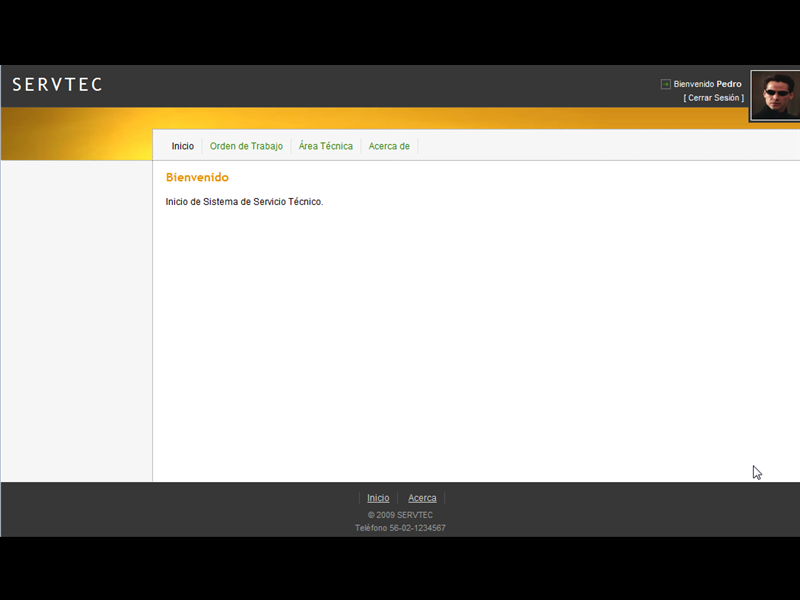 SERVTEC
Bienvenido Pedro
[ Cerrar Sesión ]
Inicio Orden de Trabajo Área Técnica Acerca de
Bienvenido
Inicio de Sistema de Servicio Técnico.
Inicio Acerca
© 2009 SERVTEC
Teléfono 56-02-1234567